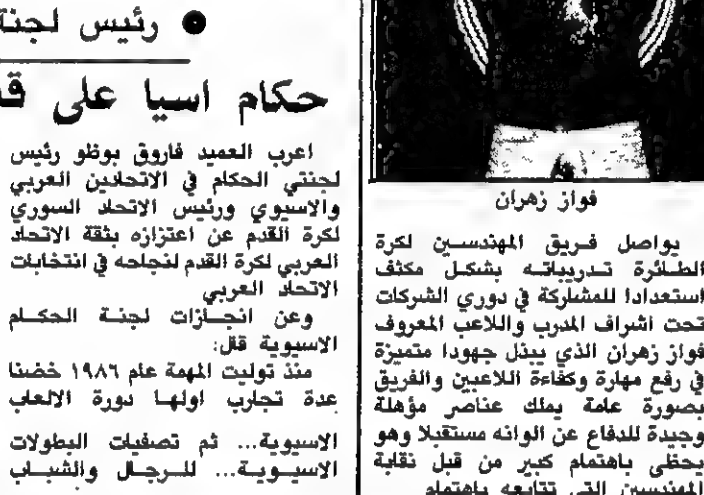 فواز زهران
يواصل فريق المهندسين لكرة
الطائرة تدريباته بشكل مكثف
استعدادا للمشاركة في دوري الشركات
تحت اشراف المدرب واللاعب المعروف
فواز زهران الذي يبذل جهودا متميزة
في رفع مهارة وكفاءة اللاعبين والفريق
بصورة عامة يملك عناصر مؤهلة
وجيدة للدفاع عن الوانه مستقبلا وهو
يحظى باهتمام كبير من قبل نقابة
المهندسين التي تتابعه باهتمام
● رئيس لجنة
حكام اسيا على
اعرب العميد فاروق بوظو رئيس
لجنتي الحكام في الاتحادين العربي
والاسيوي ورئيس الاتحاد السوري
لكرة القدم عن اعتزازه بثقة الاتحاد
العربي لكرة القدم لنجاحه في انتخابات
الاتحاد العربي
وعن انجازات لجنة الحكام
الاسيوية قال:
منذ توليت المهمة عام ١٩٨٦ خضنا
عدة تجارب اولها دورة الالعاب
الاسيوية... ثم تصفيات البطولات
الاسيوية... للرجال والشباب